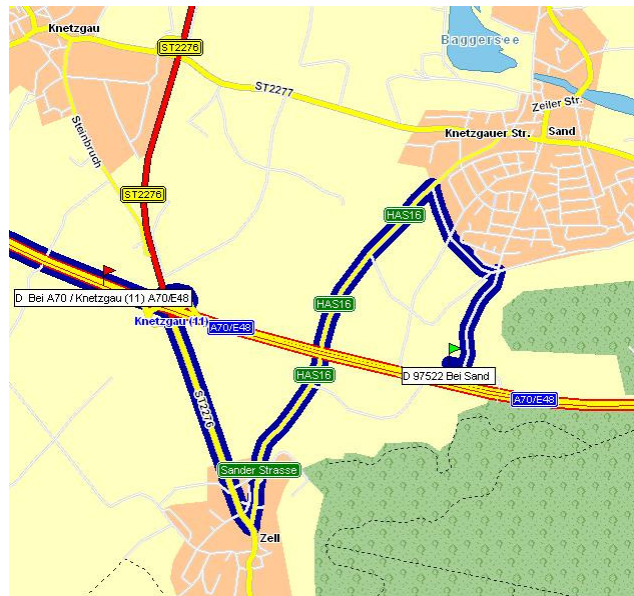 Knetzgau
ST2276
Baggersee
ST2277
Zeiler Str.
Knetzgauer Str.
Sand
Steinbruch
ST2276
HAS16
D Bei A70 / Knetzgau (11) A70/E48
HAS16
Knetzgau (11)
A70/E48
HAS16
D 97522 Bei Sand
ST2276
A70/E48
Sander Strasse
Zell